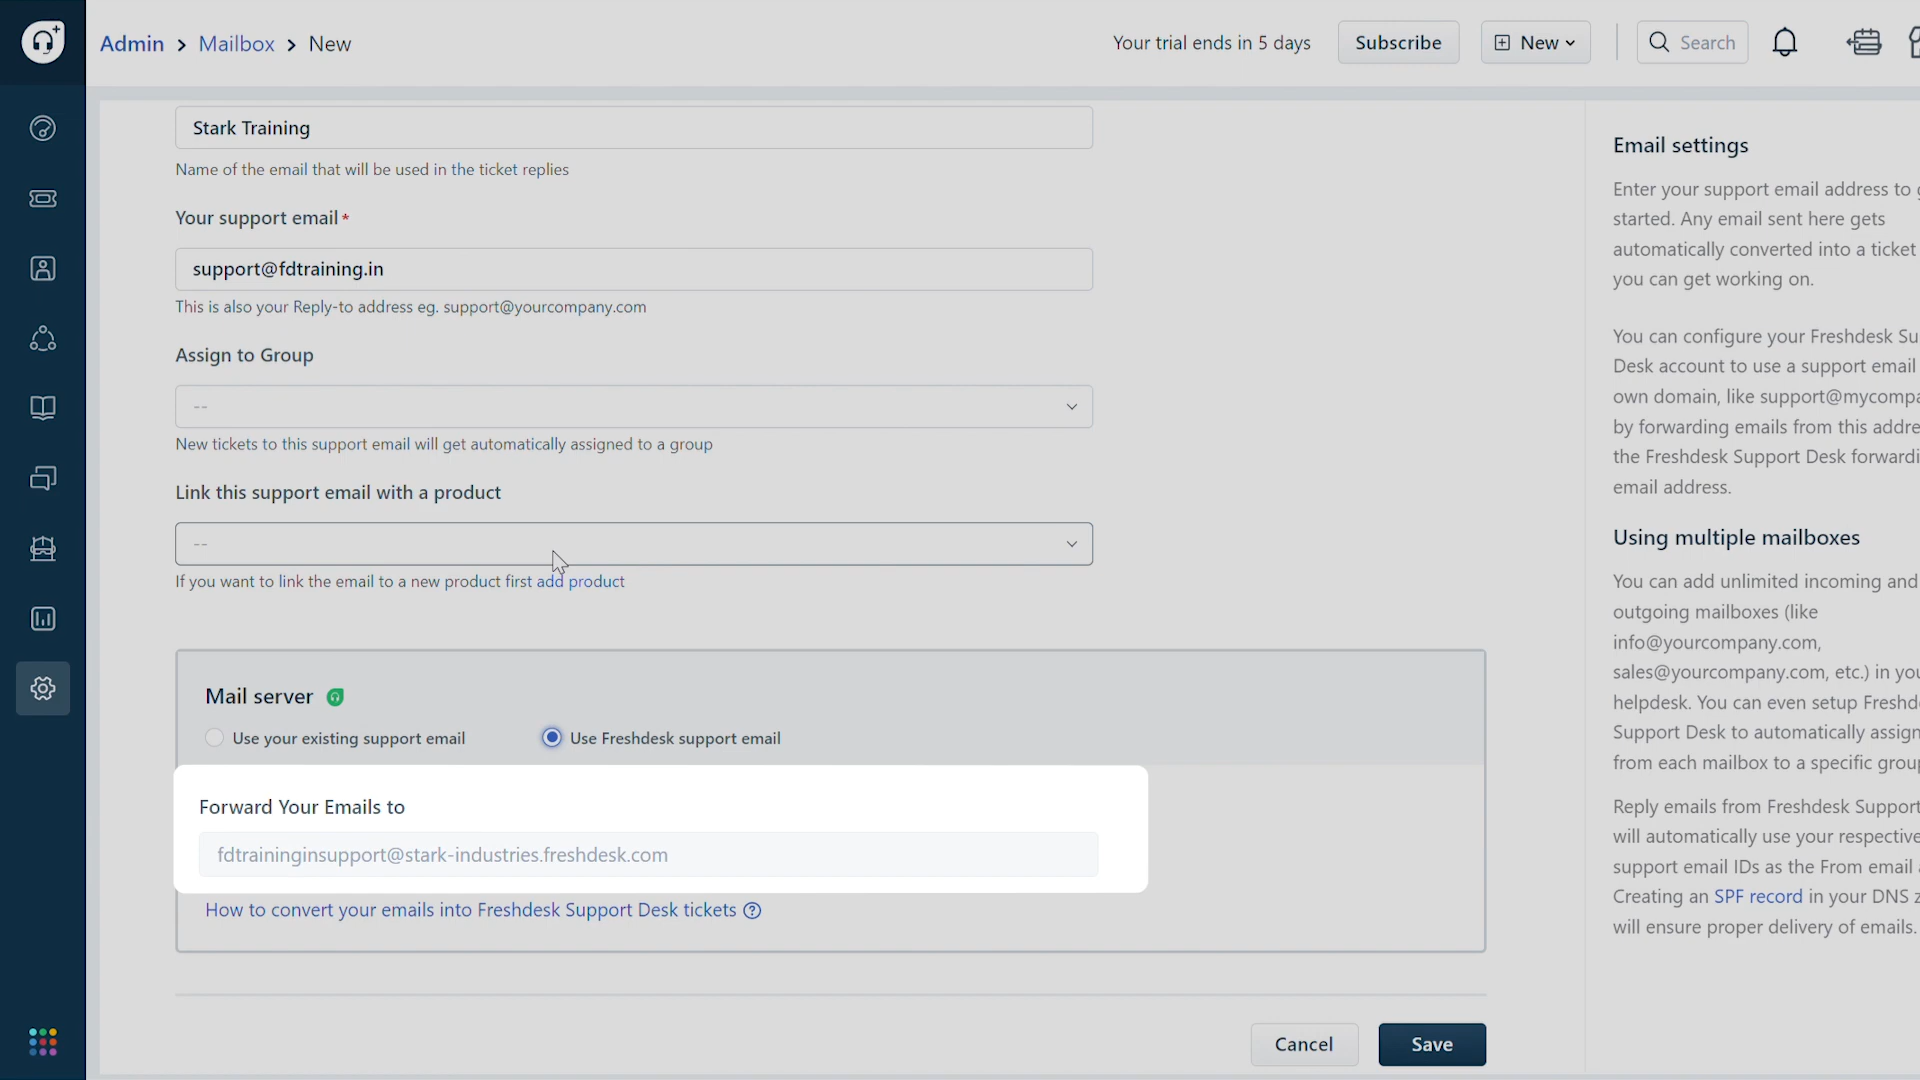 Admin > Mailbox > New
Your trial ends in 5 days
Subscribe
New
Search
Stark Training
Name of the email that will be used in the ticket replies
Your support email*
support@fdtraining.in
This is also your Reply-to address eg. support@yourcompany.com
Assign to Group
--
New tickets to this support email will get automatically assigned to a group
Link this support email with a product
--
If you want to link the email to a new product first add product
Mail server
Use your existing support email
Use Freshdesk support email
Forward Your Emails to
fdtraininginsupport@stark-industries.freshdesk.com
How to convert your emails into Freshdesk Support Desk tickets
Cancel
Save
Email settings
Enter your support email address to
started. Any email sent here gets
automatically converted into a ticket
you can get working on.
You can configure your Freshdesk Su
Desk account to use a support email
own domain, like support@mycompa
by forwarding emails from this addre
the Freshdesk Support Desk forwardi
email address.
Using multiple mailboxes
You can add unlimited incoming and
outgoing mailboxes (like
info@yourcompany.com,
sales@yourcompany.com, etc.) in you
helpdesk. You can even setup Freshd
Support Desk to automatically assign
from each mailbox to a specific group
Reply emails from Freshdesk Support
will automatically use your respective
support email IDs as the From email
Creating an SPF record in your DNS z
will ensure proper delivery of emails.